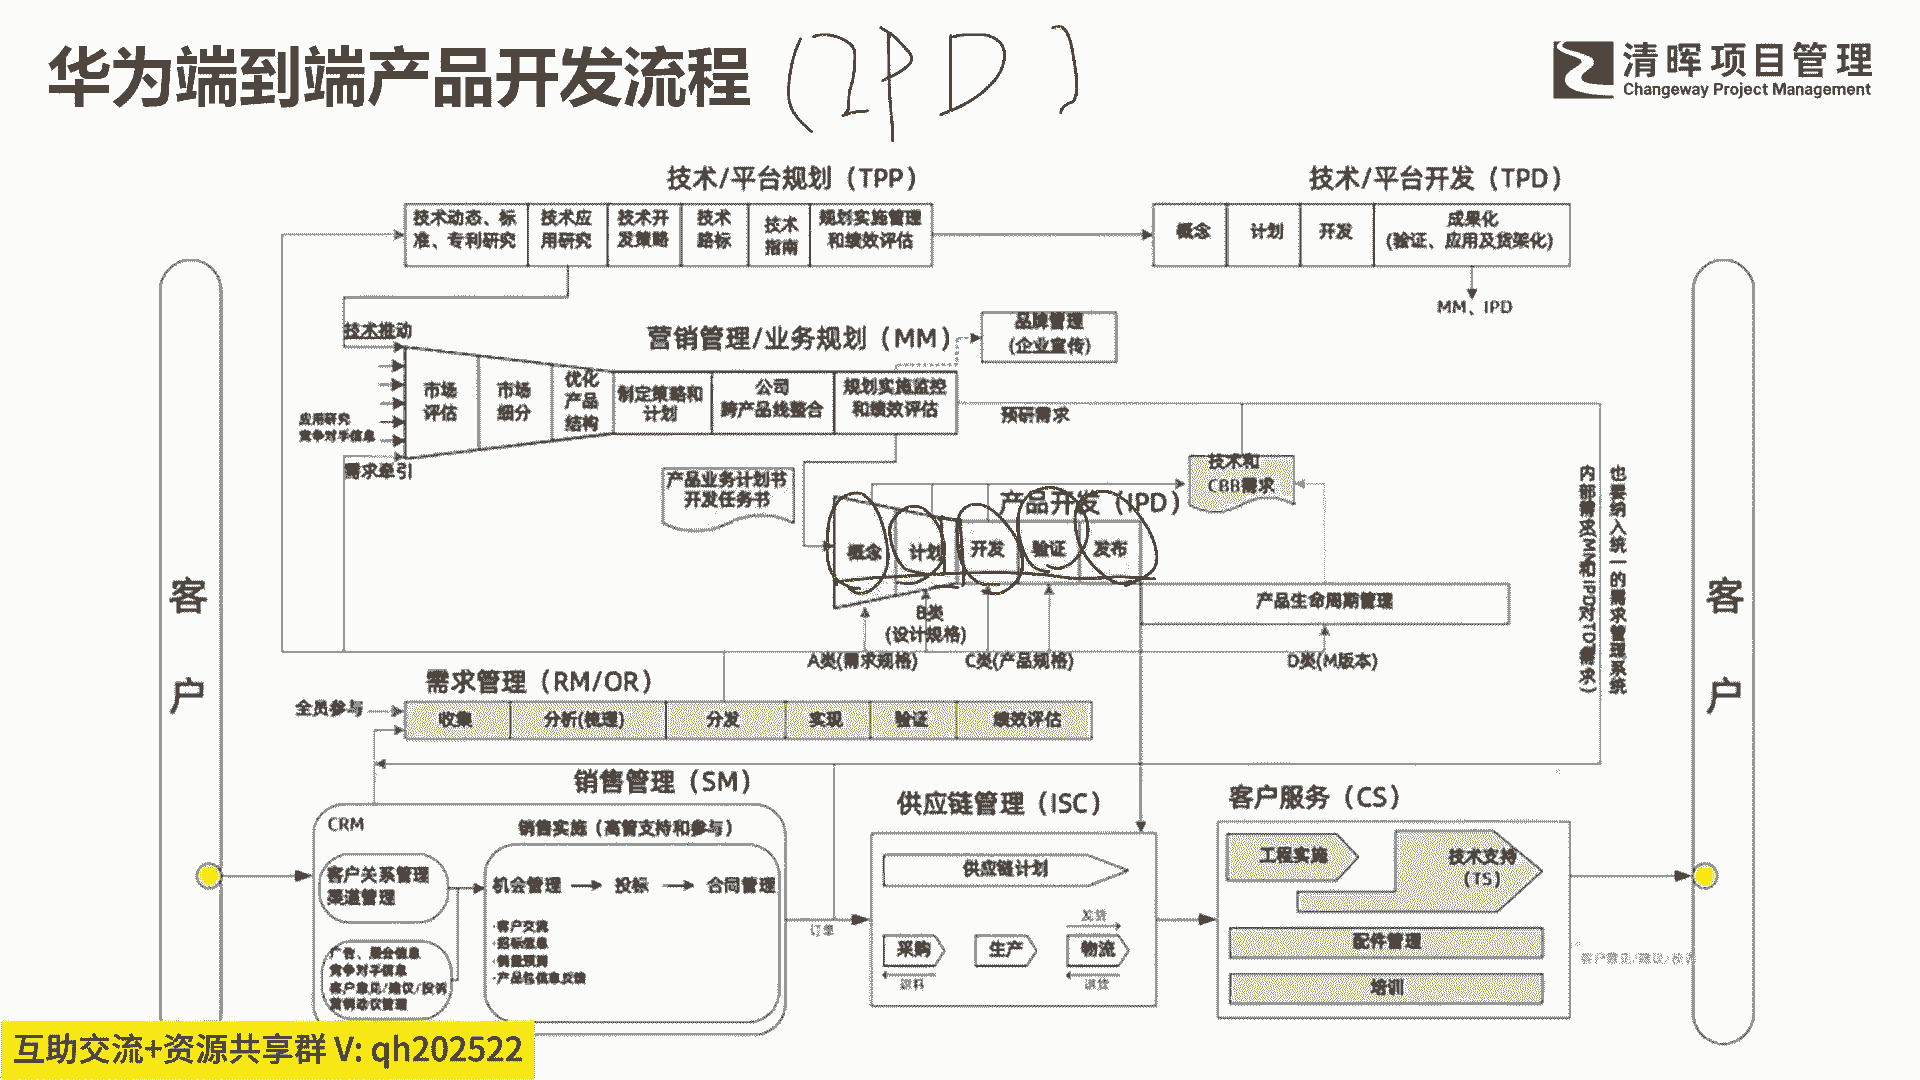 华为端到端产品开发流程 (IPD)
清晖项目管理
Changeway Project Management
技术/平台规划（TPP）
技术动态、标
准、专利研究
技术应
用研究
技术开
发策略
技术
路标
技术
指南
规划实施管理
和绩效评估
技术/平台开发（TPD）
概念
计划
开发
成果化
(验证、应用及货架化)
MM、IPD
技术推动
应用研究
竞争对手信息
需求牵引
营销管理/业务规划（MM）
市场
评估
市场
细分
优化
产品
结构
制定策略和
计划
公司
跨产品线整合
规划实施监控
和绩效评估
品牌管理
(企业宣传)
预研需求
产品业务计划书
开发任务书
产品开发（IPD）
概念
计划
开发
验证
发布
技术和
CBB需求
产品生命周期管理
A类(需求规格)
B类
(设计规格)
C类(产品规格)
D类(M版本)
也要纳入统一的需求管理系统
内部需求(MM和IPD对TD需求)
客户
客户
需求管理（RM/OR）
全员参与
收集
分析(梳理)
分发
实现
验证
绩效评估
销售管理（SM）
CRM
客户关系管理
渠道管理
广告、展会信息
竞争对手信息
客户意见/建议/投诉
营销活动管理
销售实施（高管支持和参与）
机会管理
投标
合同管理
·客户交流
·招标信息
·销量预测
·产品包信息反馈
订单
供应链管理（ISC）
供应链计划
采购
生产
物流
发货
退料
退货
客户服务（CS）
工程实施
技术支持
（TS）
配件管理
培训
客户意见/建议/投诉
互助交流+资源共享群 V: qh202522